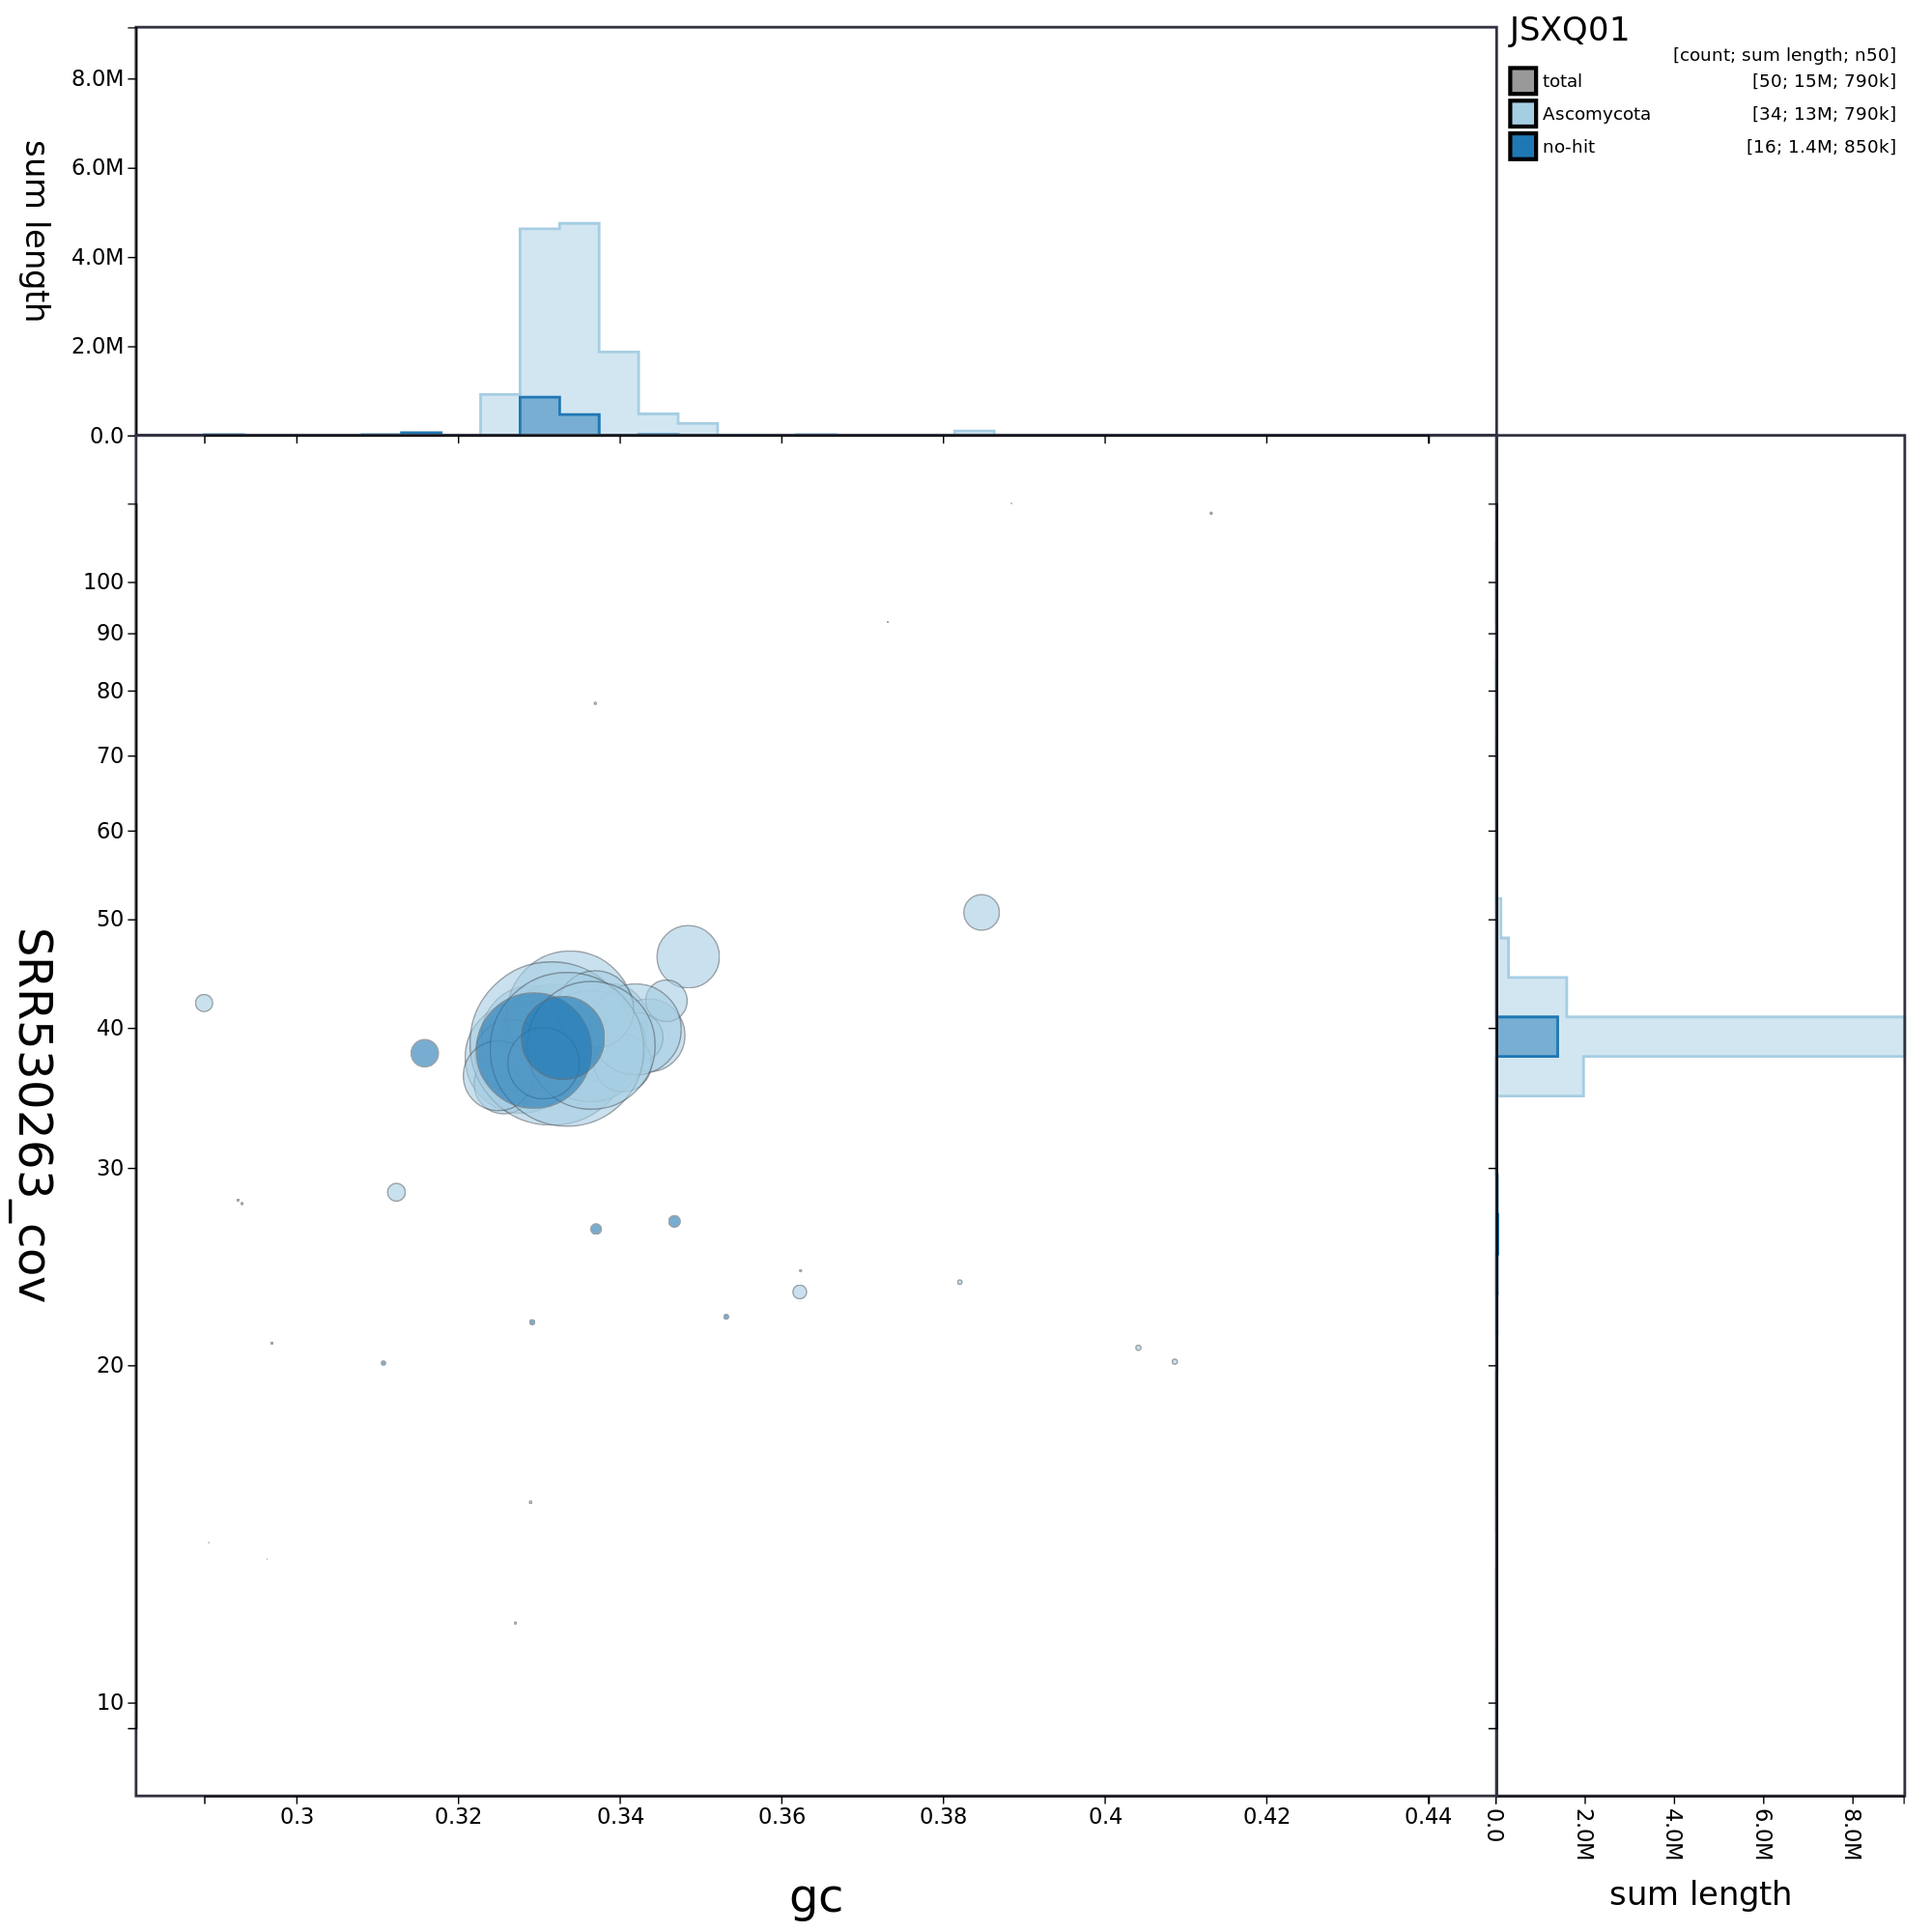 JSXQ01
[count; sum length; n50]
total [50; 15M; 790k]
Ascomycota [34; 13M; 790k]
no-hit [16; 1.4M; 850k]
sum length
8.0M
6.0M
4.0M
2.0M
0.0
SRR530263_cov
100
90
80
70
60
50
40
30
20
10
0.3 0.32 0.34 0.36 0.38 0.4 0.42 0.44
gc
0.0 2.0M 4.0M 6.0M 8.0M
sum length